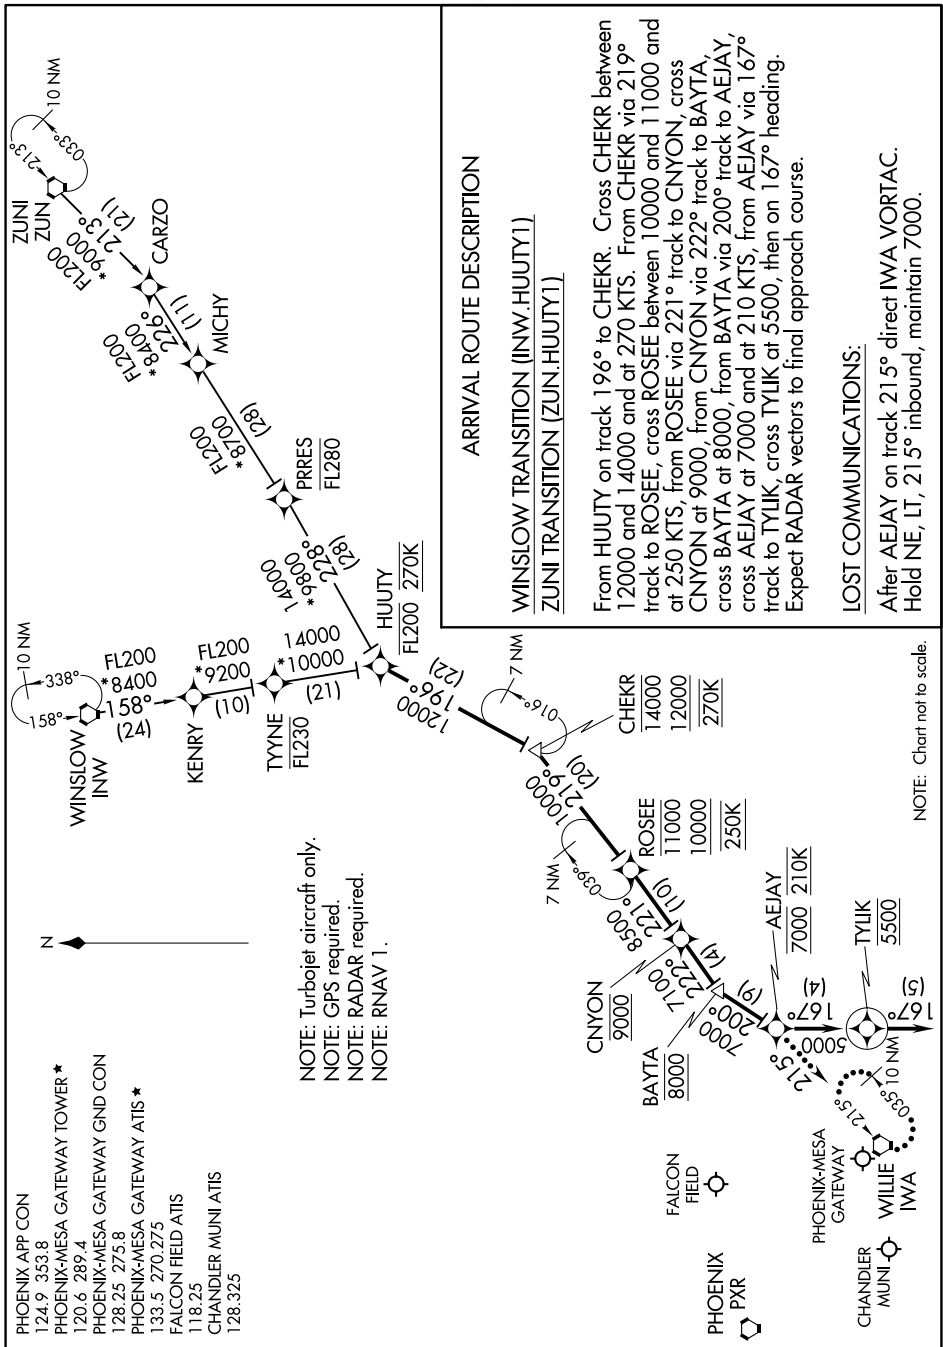 PHOENIX APP CON
124.9 353.8
PHOENIX-MESA GATEWAY TOWER★
120.6 289.4
PHOENIX-MESA GATEWAY GND CON
128.25 275.8
PHOENIX-MESA GATEWAY ATIS★
133.5 270.275
FALCON FIELD ATIS
118.25
CHANDLER MUNI ATIS
128.325
N
NOTE: Turbojet aircraft only.
NOTE: GPS required.
NOTE: RADAR required.
NOTE: RNAV 1.
WINSLOW
INW
10 NM
338°
158°
FL200
*8400
158°
(24)
KENRY
FL200
*9200
(10)
TYYNE
FL230
14000
*10000
(21)
ZUNI
ZUN
10 NM
033°
213°
FL200
*9000
213°
(21)
CARZO
FL200
*8400
226°
(11)
MICHY
FL200
*8700
(28)
PRRES
FL280
14000
*9800
228°
(28)
HUUTY
FL200 270K
12000
196°
(22)
7 NM
016°
CHEKR
14000
12000
270K
10000
219°
(20)
7 NM
039°
ROSEE
11000
10000
250K
8500
221°
(10)
CNYON
9000
7100
222°
(4)
BAYTA
8000
7000
200°
(9)
AEJAY
7000 210K
167°
(4)
5000
TYLIK
5500
167°
(5)
215°
10 NM
035°
215°
FALCON
FIELD
PHOENIX
PXR
PHOENIX-MESA
GATEWAY
WILLIE
IWA
CHANDLER
MUNI
NOTE: Chart not to scale.
ARRIVAL ROUTE DESCRIPTION
WINSLOW TRANSITION (INW.HUUTY1)
ZUNI TRANSITION (ZUN.HUUTY1)
From HUUTY on track 196° to CHEKR. Cross CHEKR between
12000 and 14000 and at 270 KTS. From CHEKR via 219°
track to ROSEE, cross ROSEE between 10000 and 11000 and
at 250 KTS, from ROSEE via 221° track to CNYON, cross
CNYON at 9000, from CNYON via 222° track to BAYTA,
cross BAYTA at 8000, from BAYTA via 200° track to AEJAY,
cross AEJAY at 7000 and at 210 KTS, from AEJAY via 167°
track to TYLIK, cross TYLIK at 5500, then on 167° heading.
Expect RADAR vectors to final approach course.
LOST COMMUNICATIONS:
After AEJAY on track 215° direct IWA VORTAC.
Hold NE, LT, 215° inbound, maintain 7000.